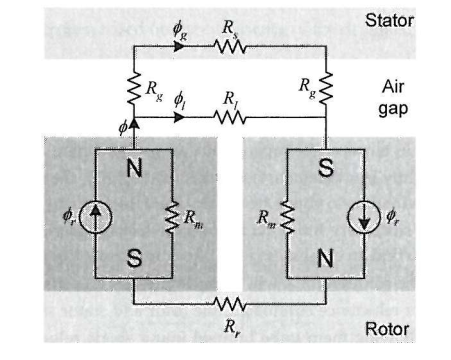 Stator
ϕg Rs
Rg Rg
Air
gap
ϕl Rl
ϕ
N S
ϕr Rm Rm ϕr
S N
Rr
Rotor